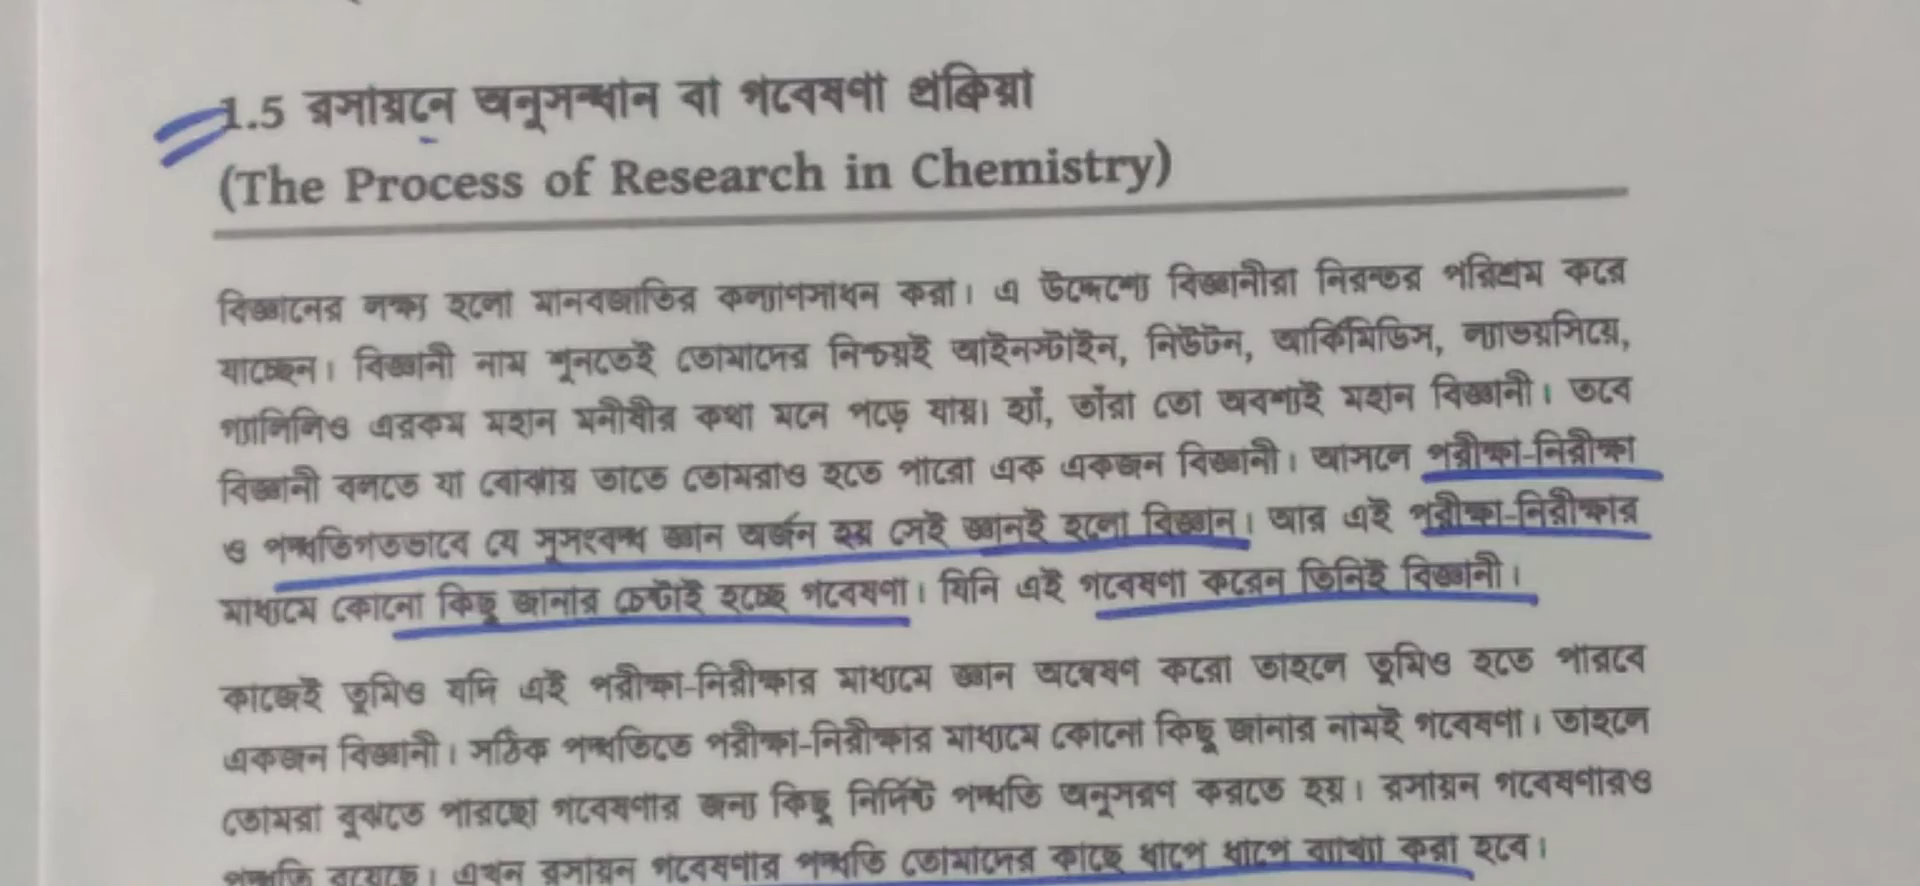 1.5 রসায়নে অনুসন্ধান বা গবেষণা প্রক্রিয়া
(The Process of Research in Chemistry)
বিজ্ঞানের লক্ষ্য হলো মানবজাতির কল্যাণসাধন করা। এ উদ্দেশ্যে বিজ্ঞানীরা নিরন্তর পরিশ্রম করে
যাচ্ছেন। বিজ্ঞানী নাম শুনতেই তোমাদের নিশ্চয়ই আইনস্টাইন, নিউটন, আর্কিমিডিস, ল্যাভয়সিয়ে,
গ্যালিলিও এরকম মহান মনীষীর কথা মনে পড়ে যায়। হ্যাঁ, তাঁরা তো অবশ্যই মহান বিজ্ঞানী। তবে
বিজ্ঞানী বলতে যা বোঝায় তাতে তোমরাও হতে পারো এক একজন বিজ্ঞানী। আসলে পরীক্ষা-নিরীক্ষা
ও পদ্ধতিগতভাবে যে সুসংবদ্ধ জ্ঞান অর্জন হয় সেই জ্ঞানই হলো বিজ্ঞান। আর এই পরীক্ষা-নিরীক্ষার
মাধ্যমে কোনো কিছু জানার চেষ্টাই হচ্ছে গবেষণা। যিনি এই গবেষণা করেন তিনিই বিজ্ঞানী।
কাজেই তুমিও যদি এই পরীক্ষা-নিরীক্ষার মাধ্যমে জ্ঞান অন্বেষণ করো তাহলে তুমিও হতে পারবে
একজন বিজ্ঞানী। সঠিক পদ্ধতিতে পরীক্ষা-নিরীক্ষার মাধ্যমে কোনো কিছু জানার নামই গবেষণা। তাহলে
তোমরা বুঝতে পারছো গবেষণার জন্য কিছু নির্দিষ্ট পদ্ধতি অনুসরণ করতে হয়। রসায়ন গবেষণারও
পদ্ধতি রয়েছে। এখন রসায়ন গবেষণার পদ্ধতি তোমাদের কাছে ধাপে ধাপে ব্যাখ্যা করা হবে।